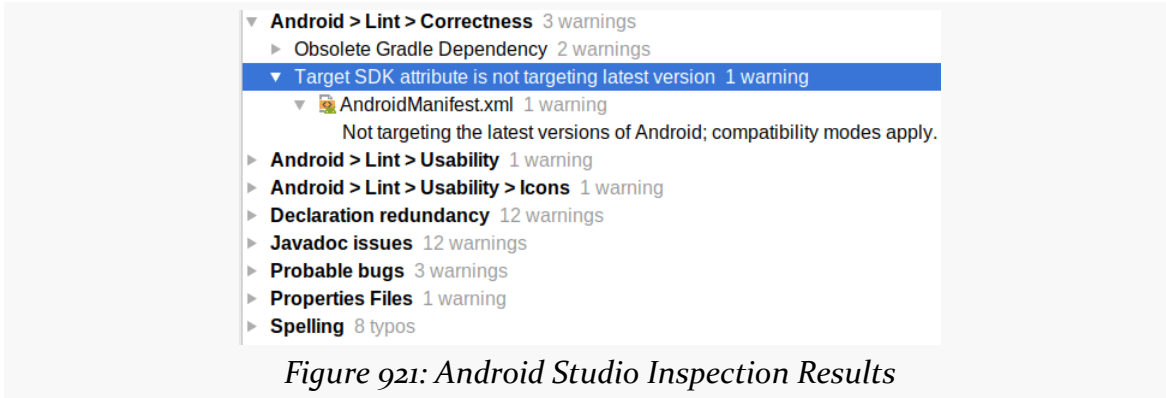 Android > Lint > Correctness 3 warnings
Obsolete Gradle Dependency 2 warnings
Target SDK attribute is not targeting latest version 1 warning
AndroidManifest.xml 1 warning
Not targeting the latest versions of Android; compatibility modes apply.
Android > Lint > Usability 1 warning
Android > Lint > Usability > Icons 1 warning
Declaration redundancy 12 warnings
Javadoc issues 12 warnings
Probable bugs 3 warnings
Properties Files 1 warning
Spelling 8 typos
Figure 921: Android Studio Inspection Results